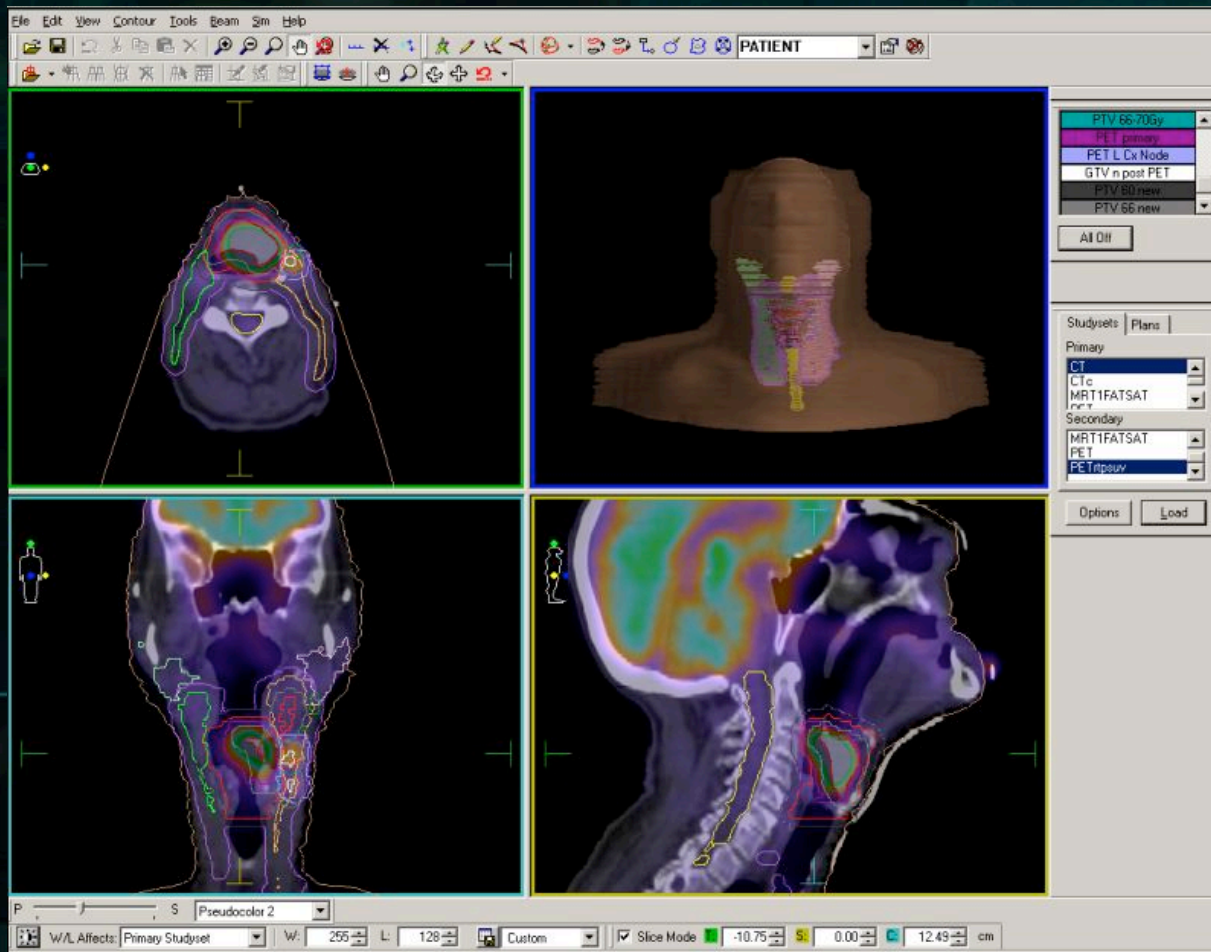 File Edit View Contour Tools Beam Sim Help
PATIENT
PTV 66-70Gy
PET primary
PET L Cx Node
GTV n post PET
PTV 60 new
PTV 66 new
All Off
Studysets Plans
Primary
CT
CTc
MRT1FATSAT
Secondary
MRT1FATSAT
PET
PETrtpsuv
Options Load
P S Pseudocolor 2
W/L Affects: Primary Studyset W: 255 L: 128 Custom Slice Mode T: -10.75 S: 0.00 C: 12.49 cm